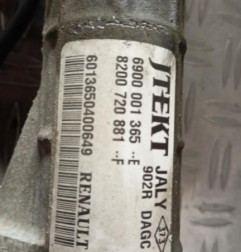 JTEKT JALY
902R DAGC
6900 001 365 ..E
8200 720 881 ..F
6013650400649 RENAULT